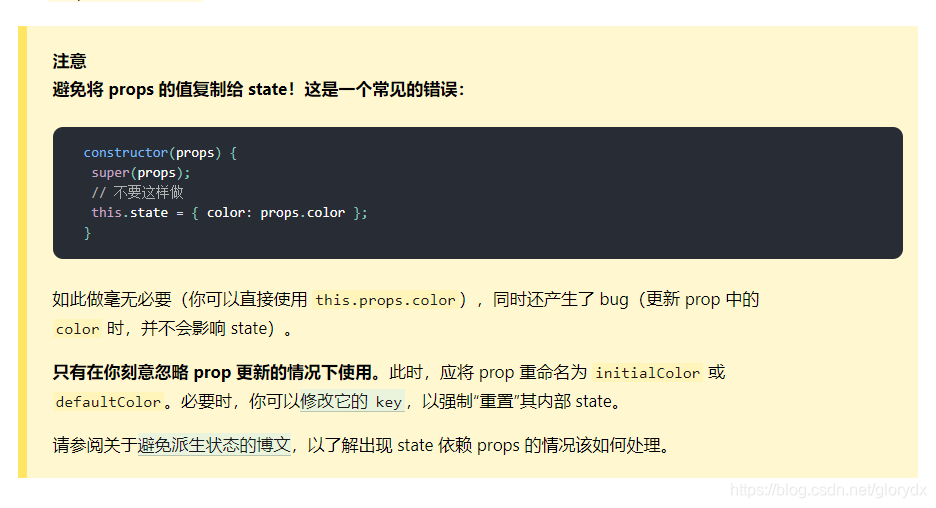 注意
避免将 props 的值复制给 state！这是一个常见的错误：
constructor(props) {
 super(props);
 // 不要这样做
 this.state = { color: props.color };
}
如此做毫无必要（你可以直接使用 this.props.color），同时还产生了 bug（更新 prop 中的
color 时，并不会影响 state）。
只有在你刻意忽略 prop 更新的情况下使用。此时，应将 prop 重命名为 initialColor 或
defaultColor。必要时，你可以修改它的 key，以强制“重置”其内部 state。
请参阅关于避免派生状态的博文，以了解出现 state 依赖 props 的情况该如何处理。
https://blog.csdn.net/glorydx